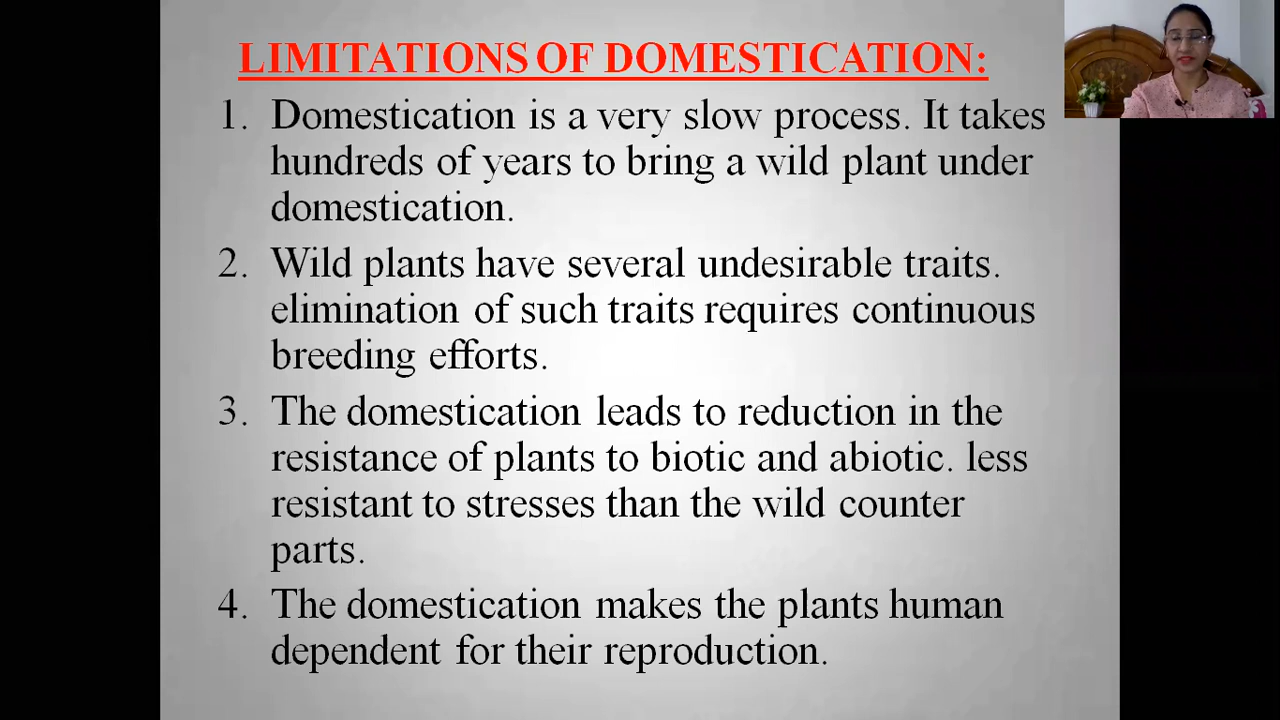 LIMITATIONS OF DOMESTICATION:
1. Domestication is a very slow process. It takes
hundreds of years to bring a wild plant under
domestication.
2. Wild plants have several undesirable traits.
elimination of such traits requires continuous
breeding efforts.
3. The domestication leads to reduction in the
resistance of plants to biotic and abiotic. less
resistant to stresses than the wild counter
parts.
4. The domestication makes the plants human
dependent for their reproduction.